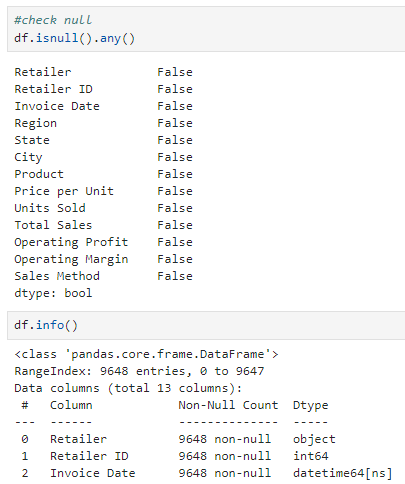 #check null
df.isnull().any()
Retailer            False
Retailer ID         False
Invoice Date        False
Region              False
State               False
City                False
Product             False
Price per Unit      False
Units Sold          False
Total Sales         False
Operating Profit    False
Operating Margin    False
Sales Method        False
dtype: bool
df.info()
<class 'pandas.core.frame.DataFrame'>
RangeIndex: 9648 entries, 0 to 9647
Data columns (total 13 columns):
 #   Column            Non-Null Count  Dtype
---  ------            --------------  -----
 0   Retailer          9648 non-null   object
 1   Retailer ID       9648 non-null   int64
 2   Invoice Date      9648 non-null   datetime64[ns]